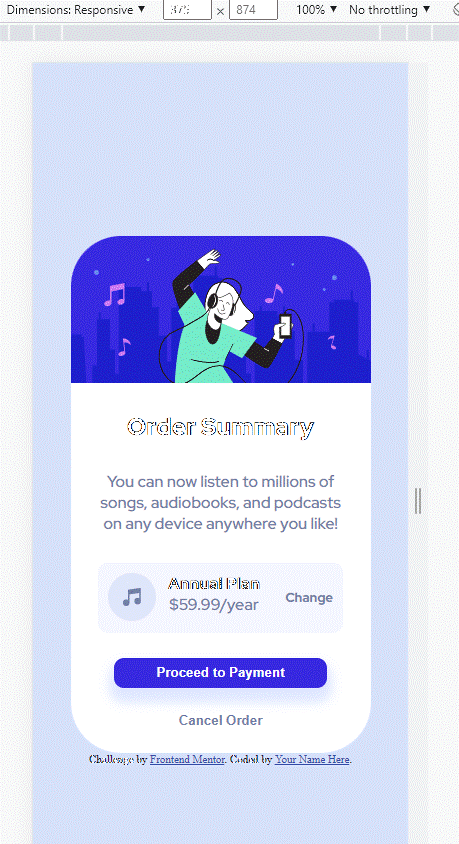 Dimensions: Responsive ▼ 375 × 874 100% ▼ No throttling ▼
Order Summary
You can now listen to millions of
songs, audiobooks, and podcasts
on any device anywhere you like!
Annual Plan
$59.99/year
Change
Proceed to Payment
Cancel Order
Challenge by Frontend Mentor. Coded by Your Name Here.